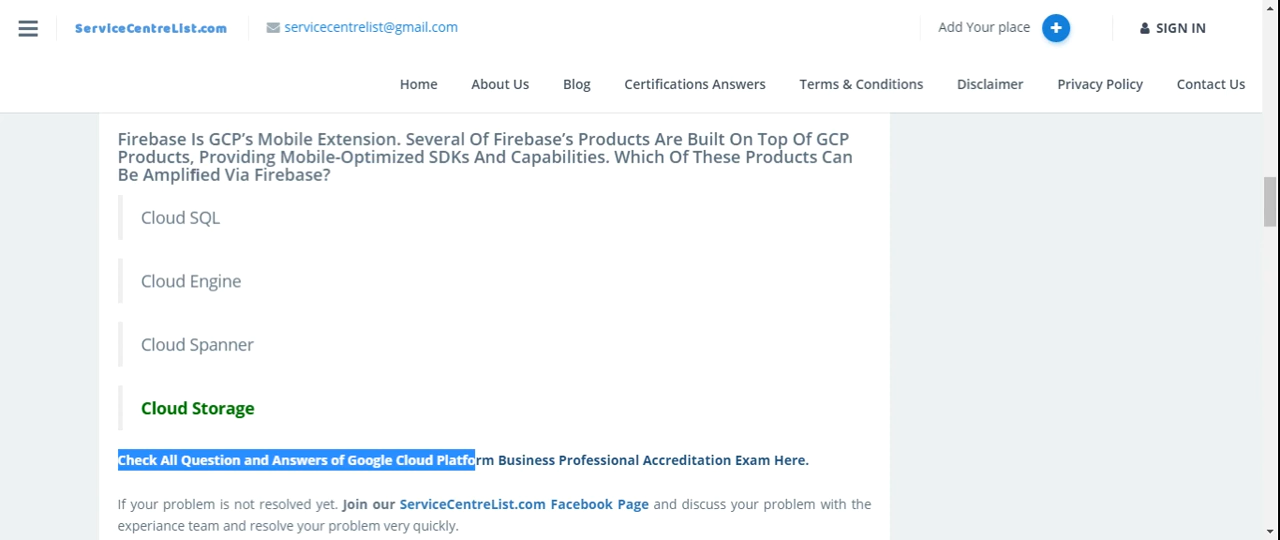 ServiceCentreList.com servicecentrelist@gmail.com Add Your place + SIGN IN
Home About Us Blog Certifications Answers Terms & Conditions Disclaimer Privacy Policy Contact Us
Firebase Is GCP’s Mobile Extension. Several Of Firebase’s Products Are Built On Top Of GCP
Products, Providing Mobile-Optimized SDKs And Capabilities. Which Of These Products Can
Be Amplified Via Firebase?
Cloud SQL
Cloud Engine
Cloud Spanner
Cloud Storage
Check All Question and Answers of Google Cloud Platform Business Professional Accreditation Exam Here.
If your problem is not resolved yet. Join our ServiceCentreList.com Facebook Page and discuss your problem with the
experiance team and resolve your problem very quickly.